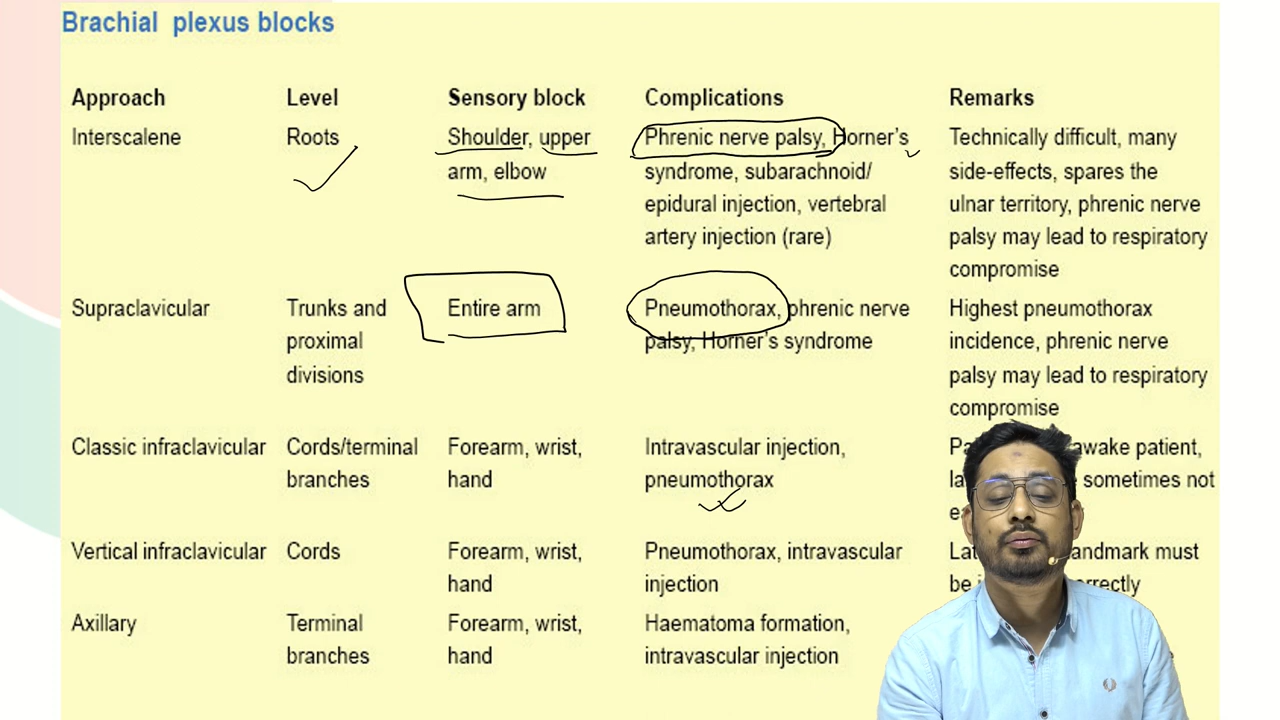 Brachial plexus blocks
Approach Level Sensory block Complications Remarks
Interscalene Roots Shoulder, upper Phrenic nerve palsy, Horner's Technically difficult, many
arm, elbow syndrome, subarachnoid/ side-effects, spares the
epidural injection, vertebral ulnar territory, phrenic nerve
artery injection (rare) palsy may lead to respiratory
compromise
Supraclavicular Trunks and Entire arm Pneumothorax, phrenic nerve Highest pneumothorax
proximal palsy, Horner's syndrome incidence, phrenic nerve
divisions palsy may lead to respiratory
compromise
Classic infraclavicular Cords/terminal Forearm, wrist, Intravascular injection, awake patient,
branches hand pneumothorax sometimes not
Vertical infraclavicular Cords Forearm, wrist, Pneumothorax, intravascular must
hand injection be
Axillary Terminal Forearm, wrist, Haematoma formation,
branches hand intravascular injection